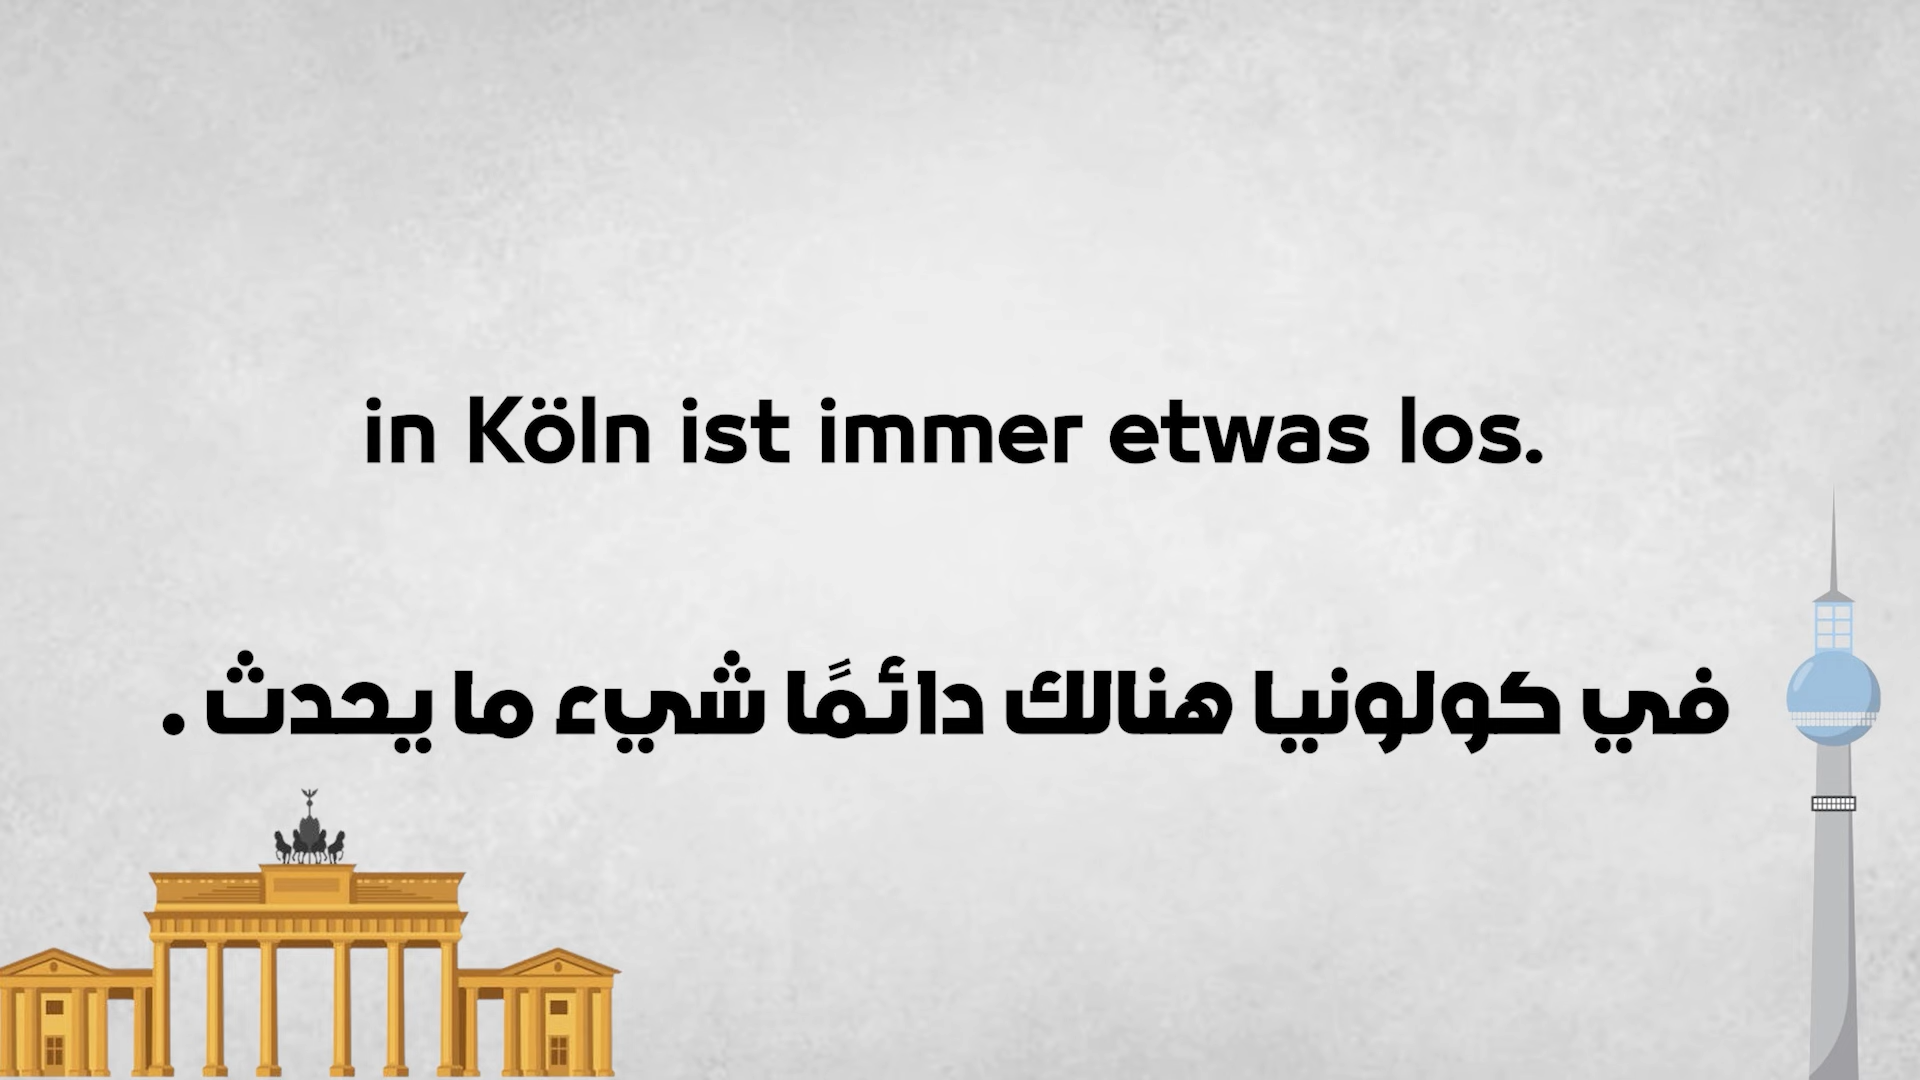 in Köln ist immer etwas los.
في كولونيا هنالك دائمًا شيء ما يحدث .